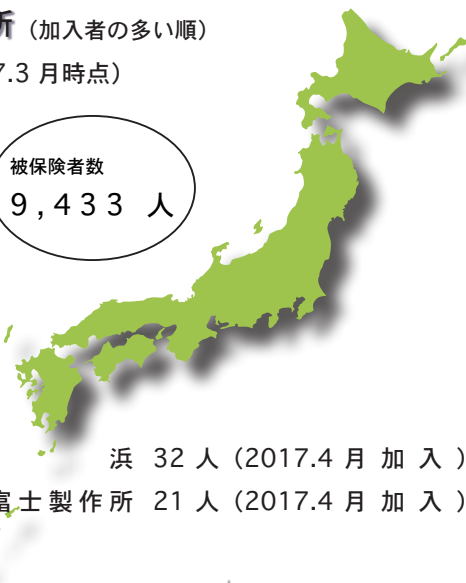 所（加入者の多い順）
7.3 月時点）
被保険者数
9,433 人
浜 32 人（2017.4 月 加 入 ）
富士製作所 21 人（2017.4 月 加 入 ）